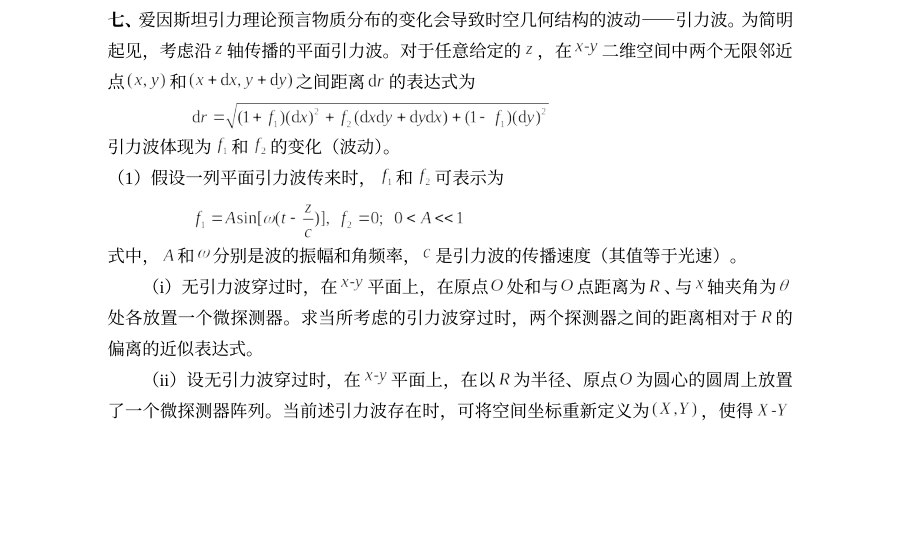 七、爱因斯坦引力理论预言物质分布的变化会导致时空几何结构的波动——引力波。为简明
起见，考虑沿 z 轴传播的平面引力波。对于任意给定的 z ，在 x-y 二维空间中两个无限邻近
点 (x, y) 和 (x + dx, y + dy) 之间距离 dr 的表达式为
dr = √((1 + f₁)(dx)² + f₂(dxdy + dydx) + (1 - f₁)(dy)²)
引力波体现为 f₁ 和 f₂ 的变化（波动）。
（1）假设一列平面引力波传来时， f₁ 和 f₂ 可表示为
f₁ = Asin[ω(t - z/c)], f₂ = 0; 0 < A << 1
式中， A 和 ω 分别是波的振幅和角频率， c 是引力波的传播速度（其值等于光速）。
（i）无引力波穿过时，在 x-y 平面上，在原点 O 处和与 O 点距离为 R 、与 x 轴夹角为 θ
处各放置一个微探测器。求当所考虑的引力波穿过时，两个探测器之间的距离相对于 R 的
偏离的近似表达式。
（ii）设无引力波穿过时，在 x-y 平面上，在以 R 为半径、原点 O 为圆心的圆周上放置
了一个微探测器阵列。当前述引力波存在时，可将空间坐标重新定义为 (X, Y) ，使得 X-Y